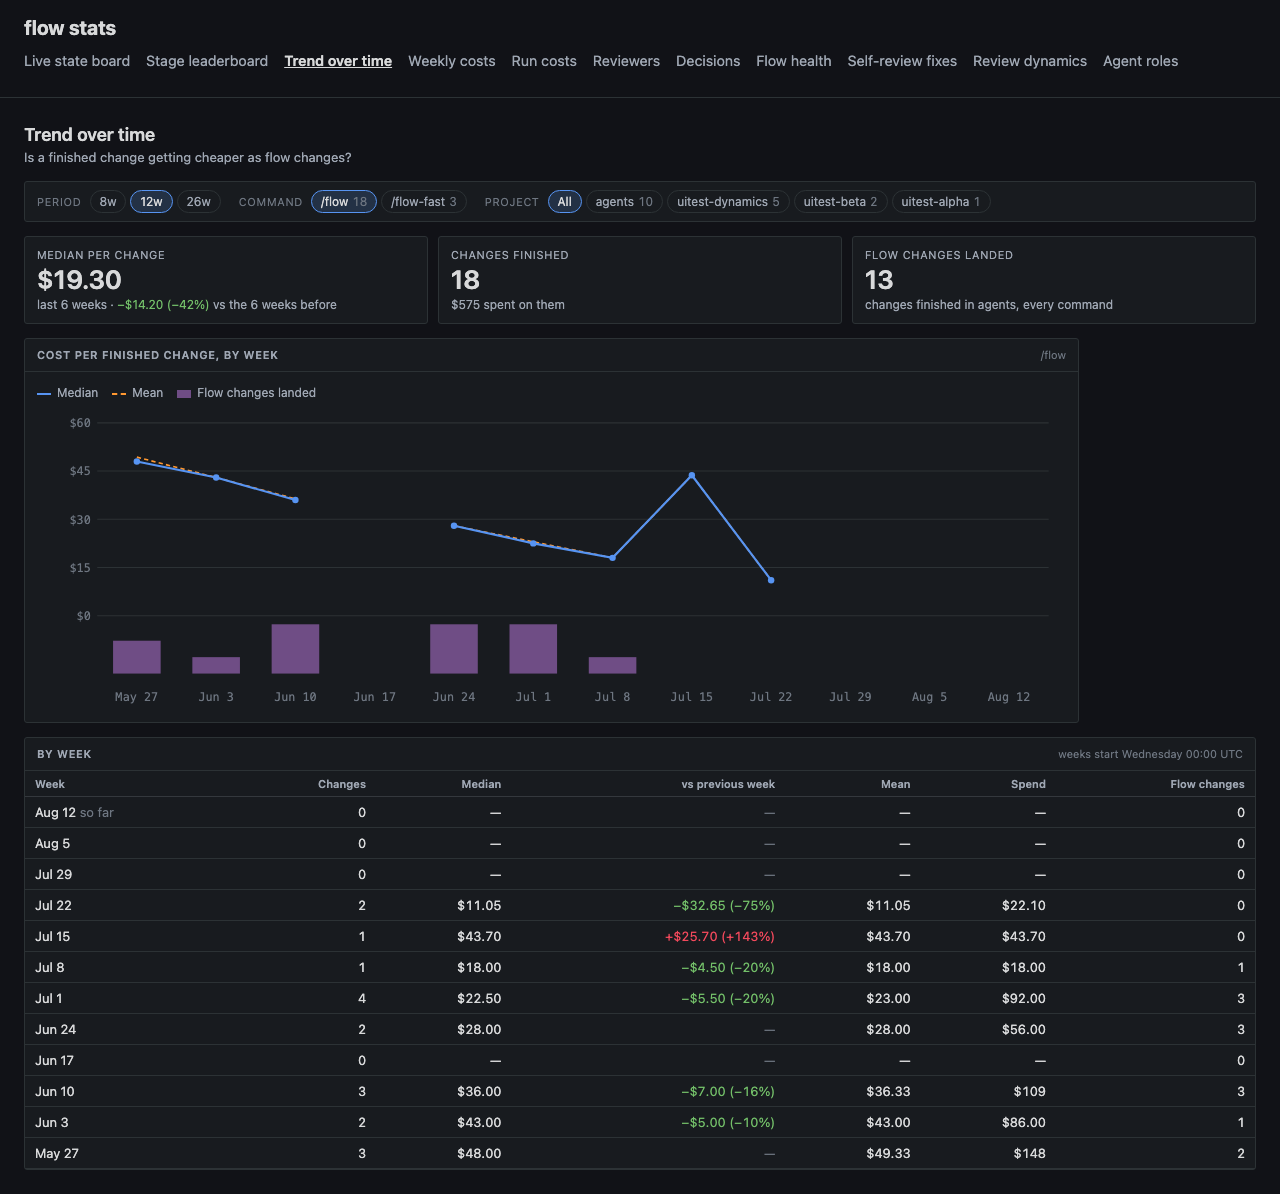 flow stats
Live state board Stage leaderboard Trend over time Weekly costs Run costs Reviewers Decisions Flow health Self-review fixes Review dynamics Agent roles
Trend over time
Is a finished change getting cheaper as flow changes?
PERIOD 8w 12w 26w COMMAND /flow 18 /flow-fast 3 PROJECT All agents 10 uitest-dynamics 5 uitest-beta 2 uitest-alpha 1
MEDIAN PER CHANGE
$19.30
last 6 weeks · −$14.20 (−42%) vs the 6 weeks before
CHANGES FINISHED
18
$575 spent on them
FLOW CHANGES LANDED
13
changes finished in agents, every command
COST PER FINISHED CHANGE, BY WEEK /flow
Median Mean Flow changes landed
$60
$45
$30
$15
$0
May 27 Jun 3 Jun 10 Jun 17 Jun 24 Jul 1 Jul 8 Jul 15 Jul 22 Jul 29 Aug 5 Aug 12
BY WEEK weeks start Wednesday 00:00 UTC
Week Changes Median vs previous week Mean Spend Flow changes
Aug 12 so far 0 — — — — 0
Aug 5 0 — — — — 0
Jul 29 0 — — — — 0
Jul 22 2 $11.05 −$32.65 (−75%) $11.05 $22.10 0
Jul 15 1 $43.70 +$25.70 (+143%) $43.70 $43.70 0
Jul 8 1 $18.00 −$4.50 (−20%) $18.00 $18.00 1
Jul 1 4 $22.50 −$5.50 (−20%) $23.00 $92.00 3
Jun 24 2 $28.00 — $28.00 $56.00 3
Jun 17 0 — — — — 0
Jun 10 3 $36.00 −$7.00 (−16%) $36.33 $109 3
Jun 3 2 $43.00 −$5.00 (−10%) $43.00 $86.00 1
May 27 3 $48.00 — $49.33 $148 2